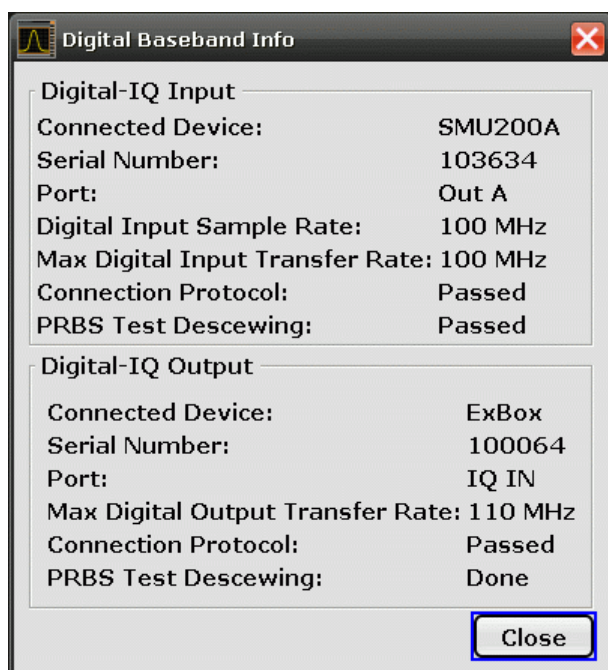 Digital Baseband Info
Digital-IQ Input
Connected Device: SMU200A
Serial Number: 103634
Port: Out A
Digital Input Sample Rate: 100 MHz
Max Digital Input Transfer Rate: 100 MHz
Connection Protocol: Passed
PRBS Test Descewing: Passed
Digital-IQ Output
Connected Device: ExBox
Serial Number: 100064
Port: IQ IN
Max Digital Output Transfer Rate: 110 MHz
Connection Protocol: Passed
PRBS Test Descewing: Done
Close